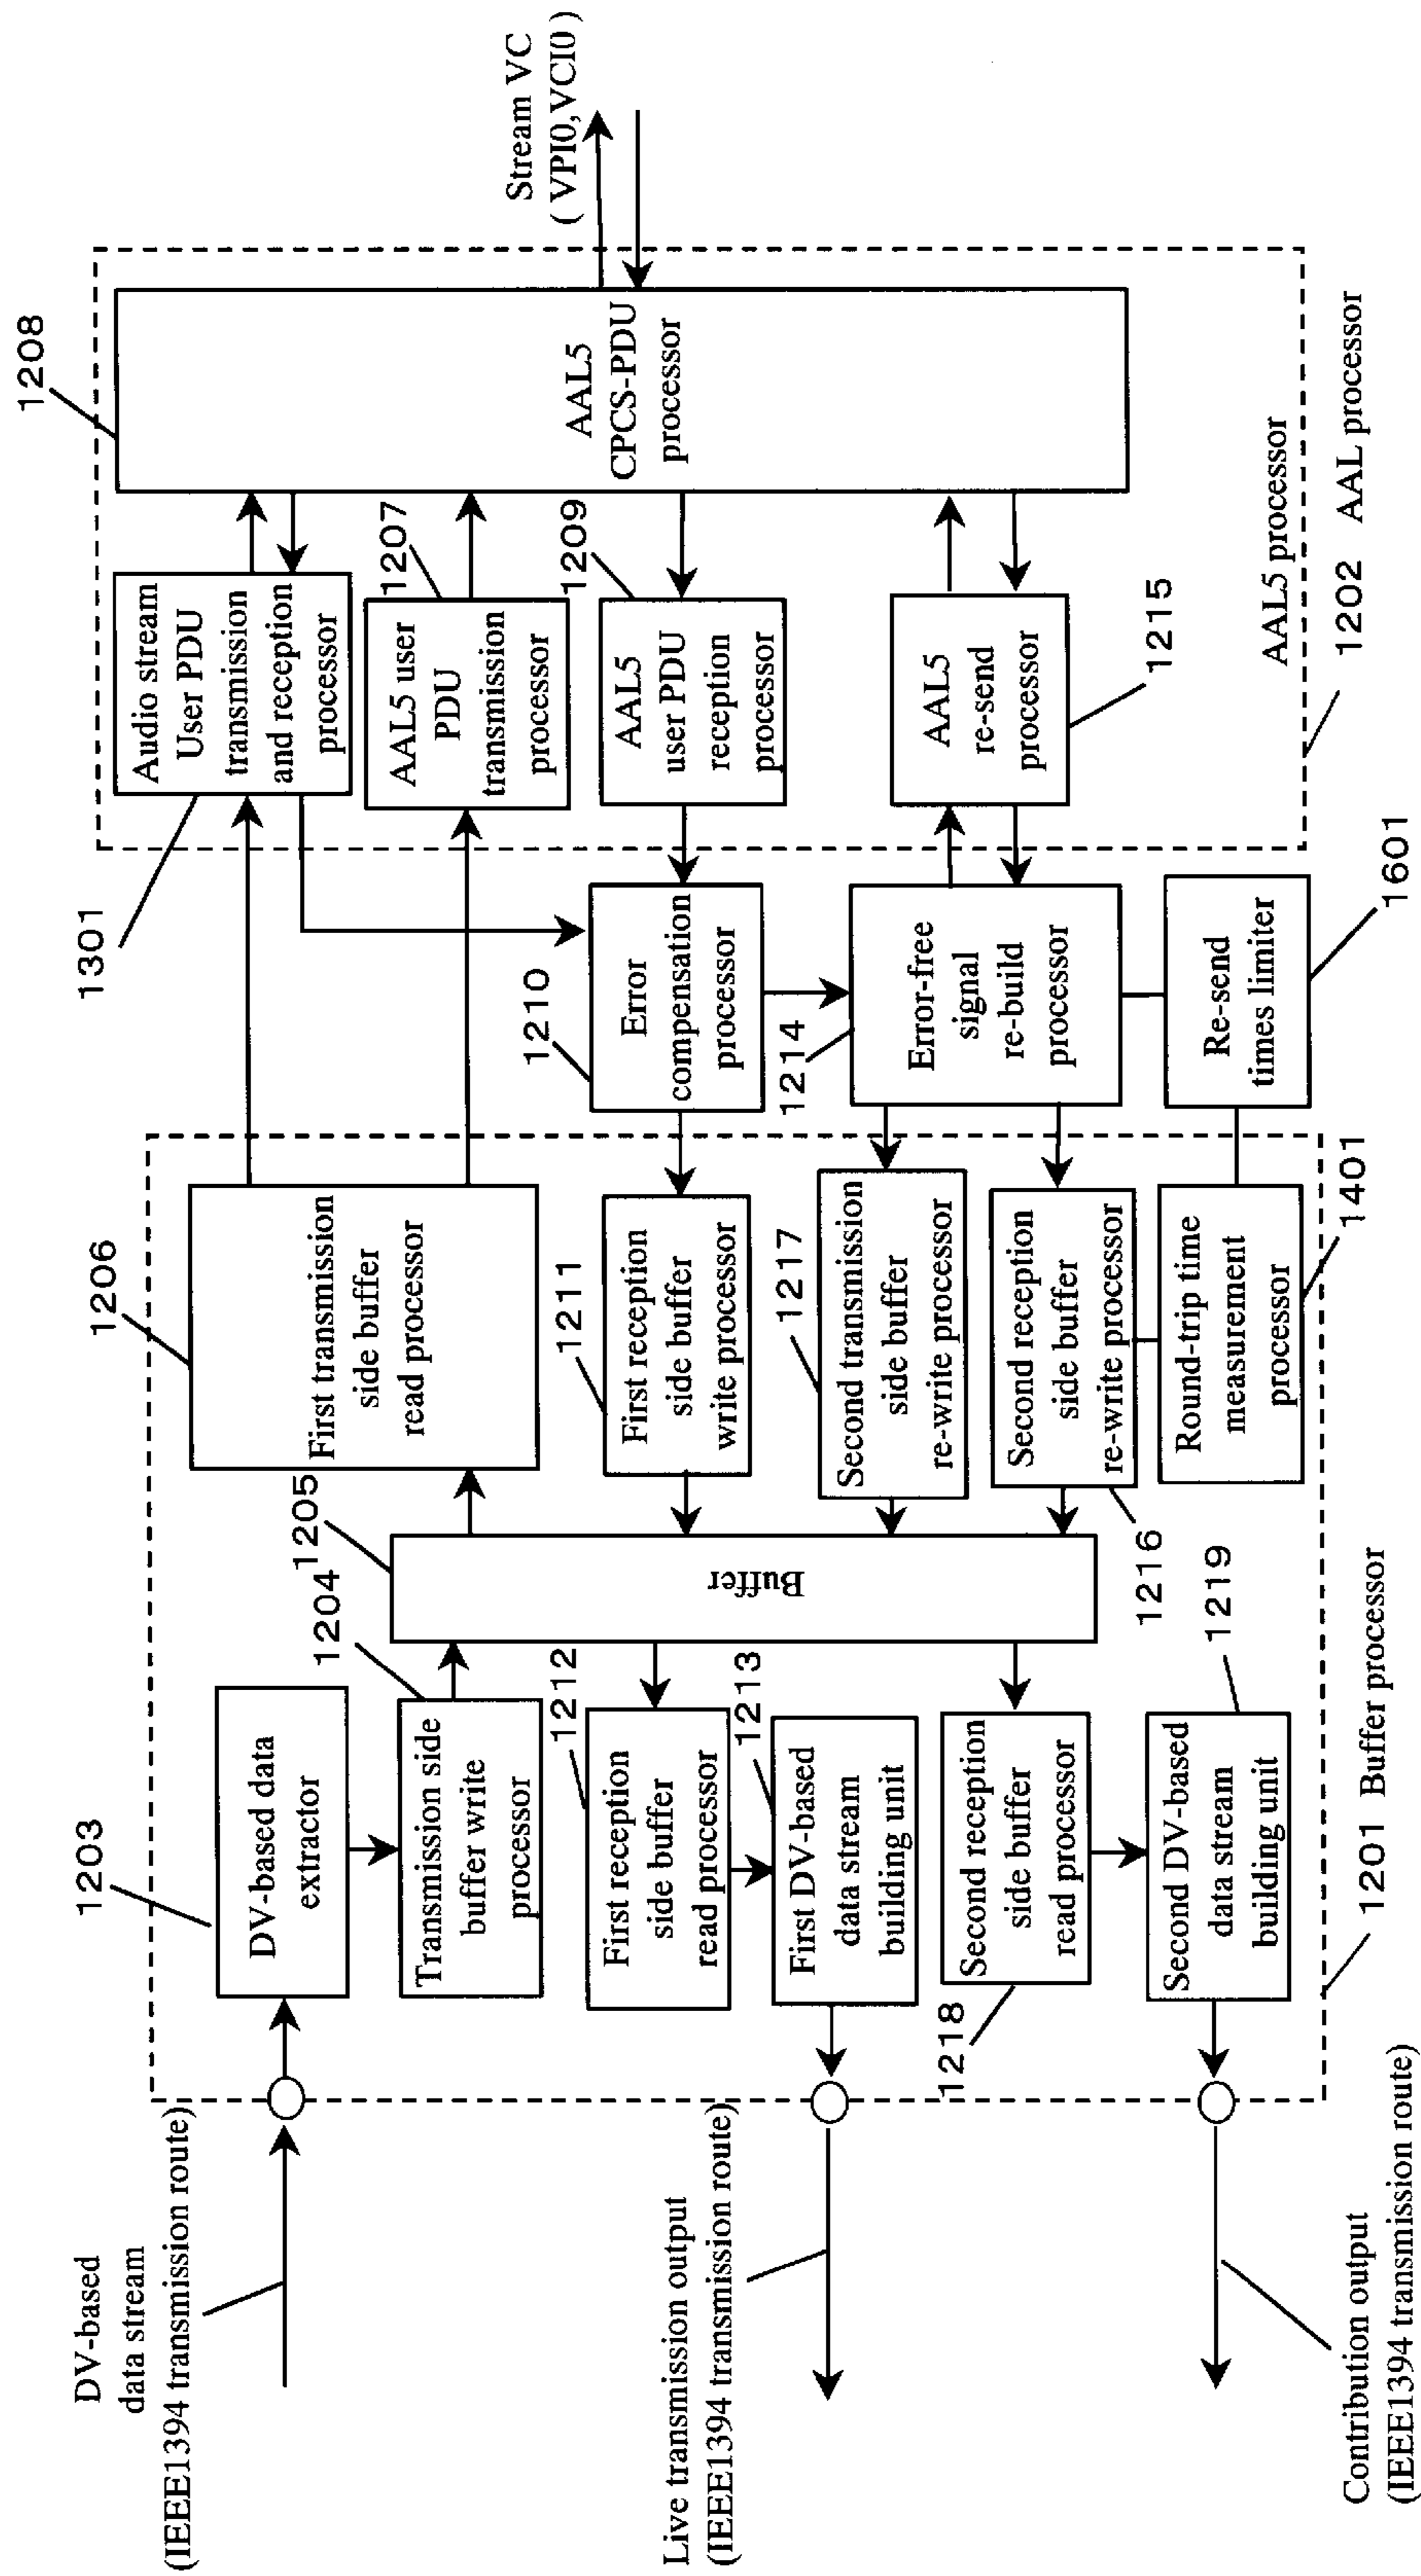 DV-based
data stream
(IEEE1394 transmission route)
1203
DV-based data
extractor
1204
Transmission side
buffer write
processor
1205
Buffer
1206
First transmission
side buffer
read processor
1301
Audio stream
User PDU
transmission
and reception
processor
1207
AAL5 user
PDU
transmission
processor
1208
AAL5
CPCS-PDU
processor
Stream VC
( VPI0,VCI0)
Live transmission output
(IEEE1394 transmission route)
1212
First reception
side buffer
read processor
1213
First DV-based
data stream
building unit
1211
First reception
side buffer
write processor
1210
Error
compensation
processor
1209
AAL5
user PDU
reception
processor
1217
Second transmission
side buffer
re-write processor
1214
Error-free
signal
re-build
processor
AAL5
re-send
processor
1215
1218
Second reception
side buffer
read processor
1216
Second reception
side buffer
re-write processor
1219
Second DV-based
data stream
building unit
Round-trip time
measurement
processor
1401
Re-send
times limiter
1601
AAL5 processor
1202 AAL processor
1201 Buffer processor
Contribution output
(IEEE1394 transmission route)